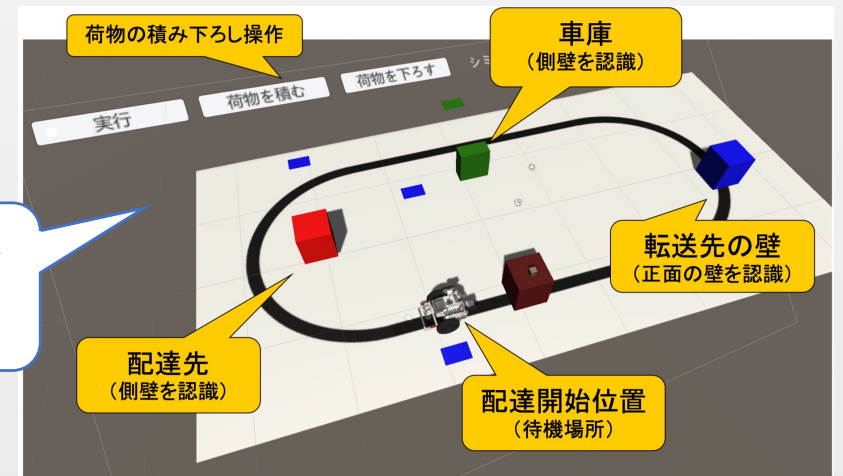 荷物の積み下ろし操作
車庫
（側壁を認識）
荷物を下ろす
シミ
荷物を積む
実行
転送先の壁
（正面の壁を認識）
配達先
（側壁を認識）
配達開始位置
（待機場所）